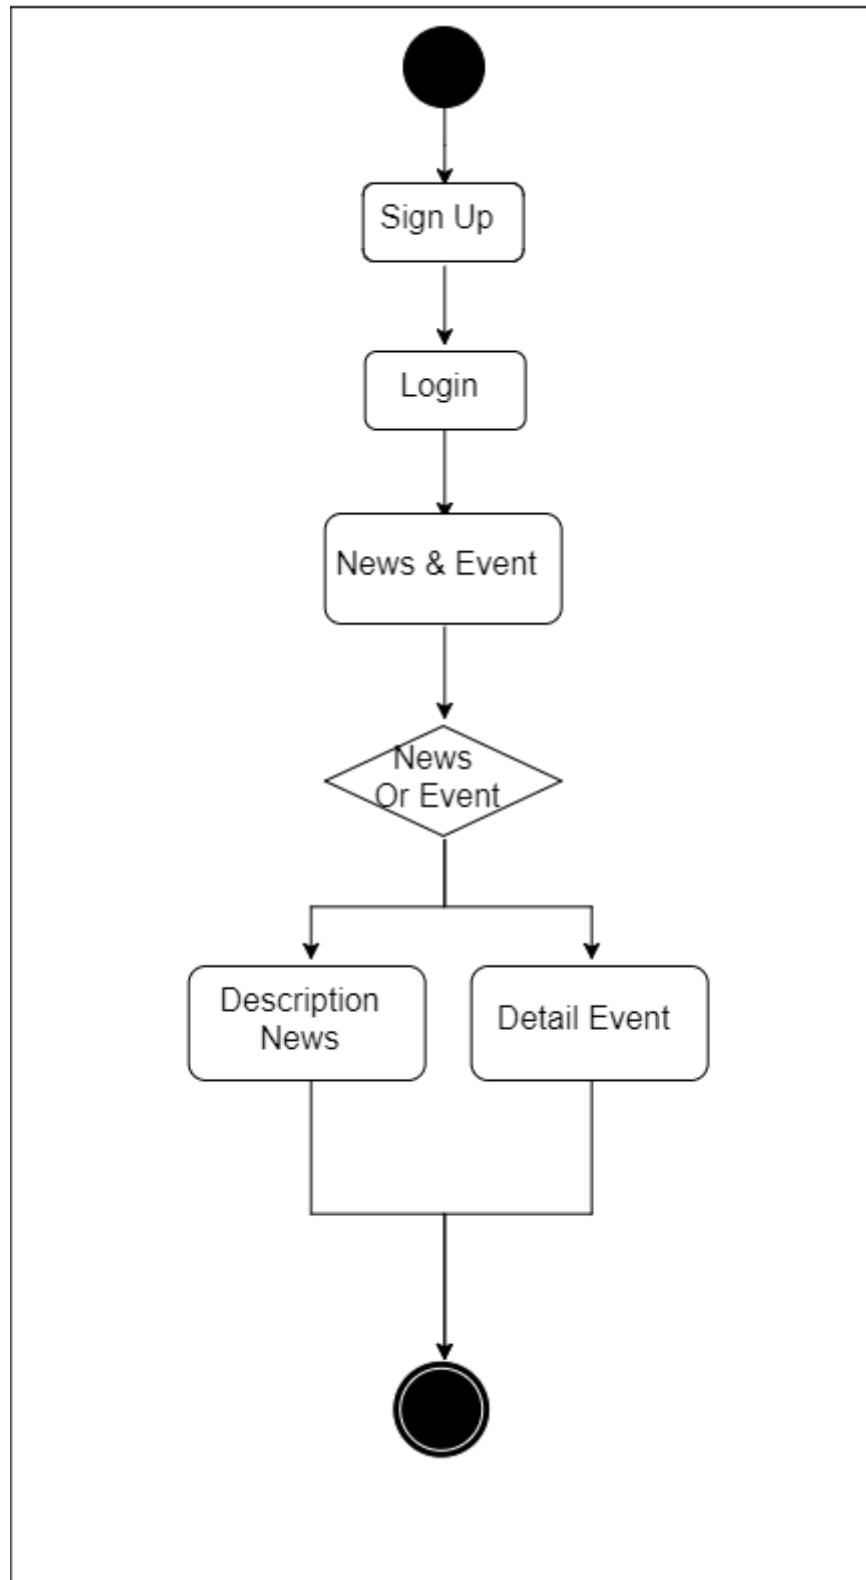 Sign Up
Login
News & Event
News
Or Event
Description
News
Detail Event